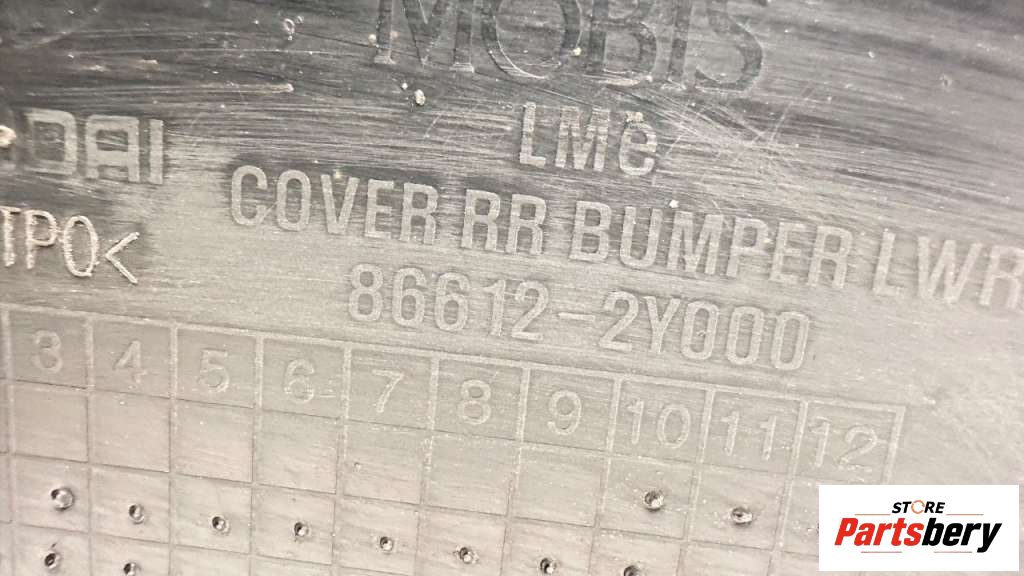 MOBIS
LMe
DAI
COVER RR BUMPER LWR
TPO<
86612-2Y000
3 4 5 6 7 8 9 10 11 12
STORE
Partsbery